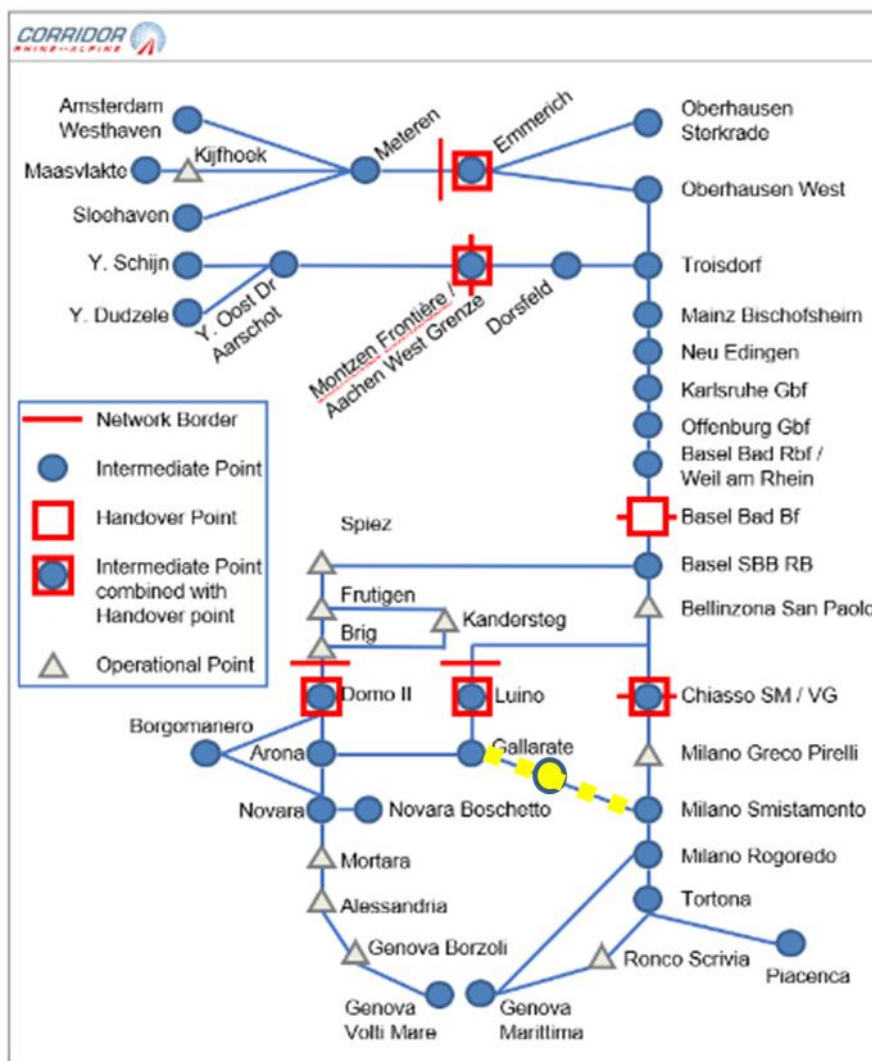 CORRIDOR
RHINE-ALPINE
Amsterdam
Westhaven
Kijfhoek
Maasvlakte
Sloehaven
Meteren
Emmerich
Oberhausen
Sterkrade
Oberhausen West
Y. Schijn
Y. Dudzele
Y. Oost Dr
Aarschot
Montzen Frontière /
Aachen West Grenze
Dorsfeld
Troisdorf
Mainz Bischofsheim
Neu Edingen
Karlsruhe Gbf
Offenburg Gbf
Basel Bad Rbf /
Weil am Rhein
Basel Bad Bf
Basel SBB RB
Bellinzona San Paolo
Chiasso SM / VG
Milano Greco Pirelli
Milano Smistamento
Milano Rogoredo
Tortona
Ronco Scrivia
Piacenca
Network Border
Intermediate Point
Handover Point
Intermediate Point
combined with
Handover point
Operational Point
Spiez
Frutigen
Kandersteg
Brig
Domo II
Luino
Borgomanero
Arona
Gallarate
Novara
Novara Boschetto
Mortara
Alessandria
Genova Borzoli
Genova
Volti Mare
Genova
Marittima